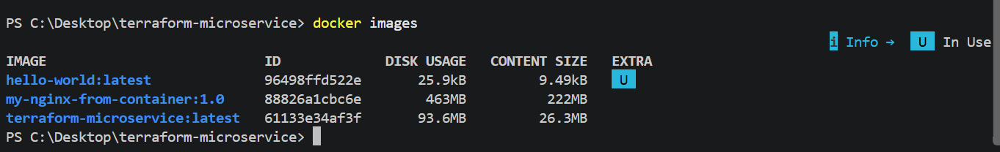 PS C:\Desktop\terraform-microservice> docker images
i Info → U In Use
IMAGE ID DISK USAGE CONTENT SIZE EXTRA
hello-world:latest 96498ffd522e 25.9kB 9.49kB U
my-nginx-from-container:1.0 88826a1cbc6e 463MB 222MB
terraform-microservice:latest 61133e34af3f 93.6MB 26.3MB
PS C:\Desktop\terraform-microservice>